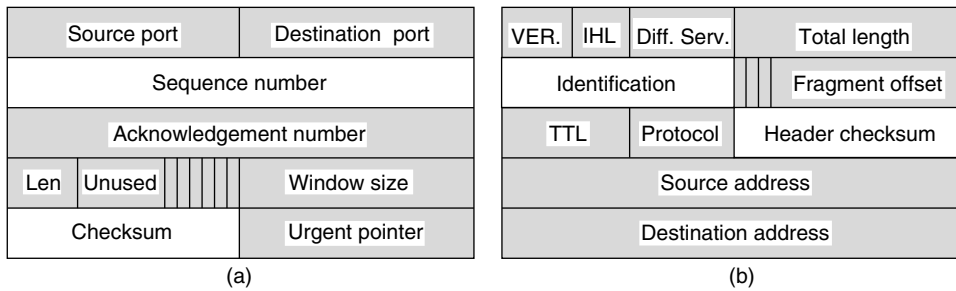 Source port Destination port
Sequence number
Acknowledgement number
Len Unused Window size
Checksum Urgent pointer
(a)
VER. IHL Diff. Serv. Total length
Identification Fragment offset
TTL Protocol Header checksum
Source address
Destination address
(b)